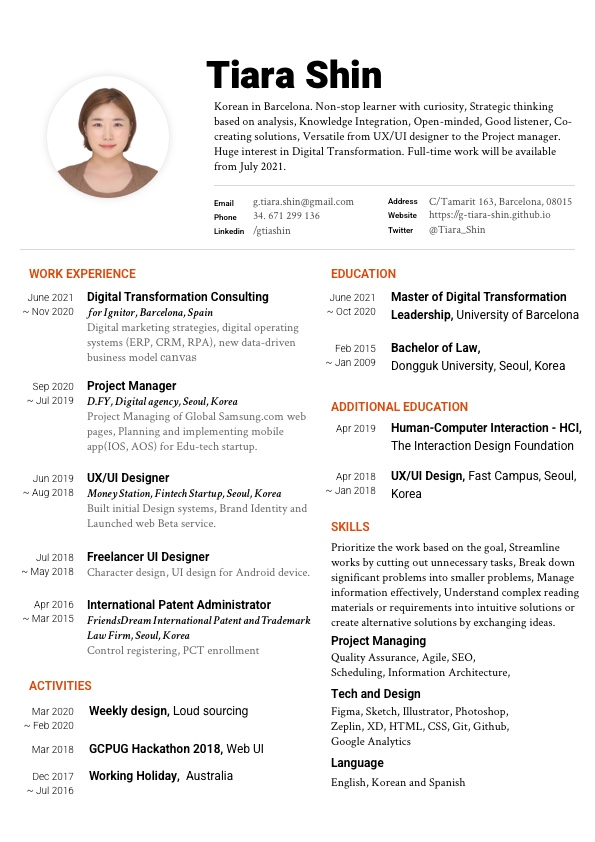 Tiara Shin
Korean in Barcelona. Non-stop learner with curiosity, Strategic thinking
based on analysis, Knowledge Integration, Open-minded, Good listener, Co-
creating solutions, Versatile from UX/UI designer to the Project manager.
Huge interest in Digital Transformation. Full-time work will be available
from July 2021.
Email g.tiara.shin@gmail.com
Phone 34. 671 299 136
Linkedin /gtiashin
Address C/Tamarit 163, Barcelona, 08015
Website https://g-tiara-shin.github.io
Twitter @Tiara_Shin
WORK EXPERIENCE
June 2021
~ Nov 2020
Digital Transformation Consulting
for Ignitor, Barcelona, Spain
Digital marketing strategies, digital operating
systems (ERP, CRM, RPA), new data-driven
business model canvas
Sep 2020
~ Jul 2019
Project Manager
D.FY, Digital agency, Seoul, Korea
Project Managing of Global Samsung.com web
pages, Planning and implementing mobile
app(IOS, AOS) for Edu-tech startup.
Jun 2019
~ Aug 2018
UX/UI Designer
Money Station, Fintech Startup, Seoul, Korea
Built initial Design systems, Brand Identity and
Launched web Beta service.
Jul 2018
~ May 2018
Freelancer UI Designer
Character design, UI design for Android device.
Apr 2016
~ Mar 2015
International Patent Administrator
FriendsDream International Patent and Trademark
Law Firm, Seoul, Korea
Control registering, PCT enrollment
ACTIVITIES
Mar 2020
~ Feb 2020
Weekly design, Loud sourcing
Mar 2018
GCPUG Hackathon 2018, Web UI
Dec 2017
~ Jul 2016
Working Holiday, Australia
EDUCATION
June 2021
~ Oct 2020
Master of Digital Transformation
Leadership, University of Barcelona
Feb 2015
~ Jan 2009
Bachelor of Law,
Dongguk University, Seoul, Korea
ADDITIONAL EDUCATION
Apr 2019
Human-Computer Interaction - HCI,
The Interaction Design Foundation
Apr 2018
~ Jan 2018
UX/UI Design, Fast Campus, Seoul,
Korea
SKILLS
Prioritize the work based on the goal, Streamline
works by cutting out unnecessary tasks, Break down
significant problems into smaller problems, Manage
information effectively, Understand complex reading
materials or requirements into intuitive solutions or
create alternative solutions by exchanging ideas.
Project Managing
Quality Assurance, Agile, SEO,
Scheduling, Information Architecture,
Tech and Design
Figma, Sketch, Illustrator, Photoshop,
Zeplin, XD, HTML, CSS, Git, Github,
Google Analytics
Language
English, Korean and Spanish